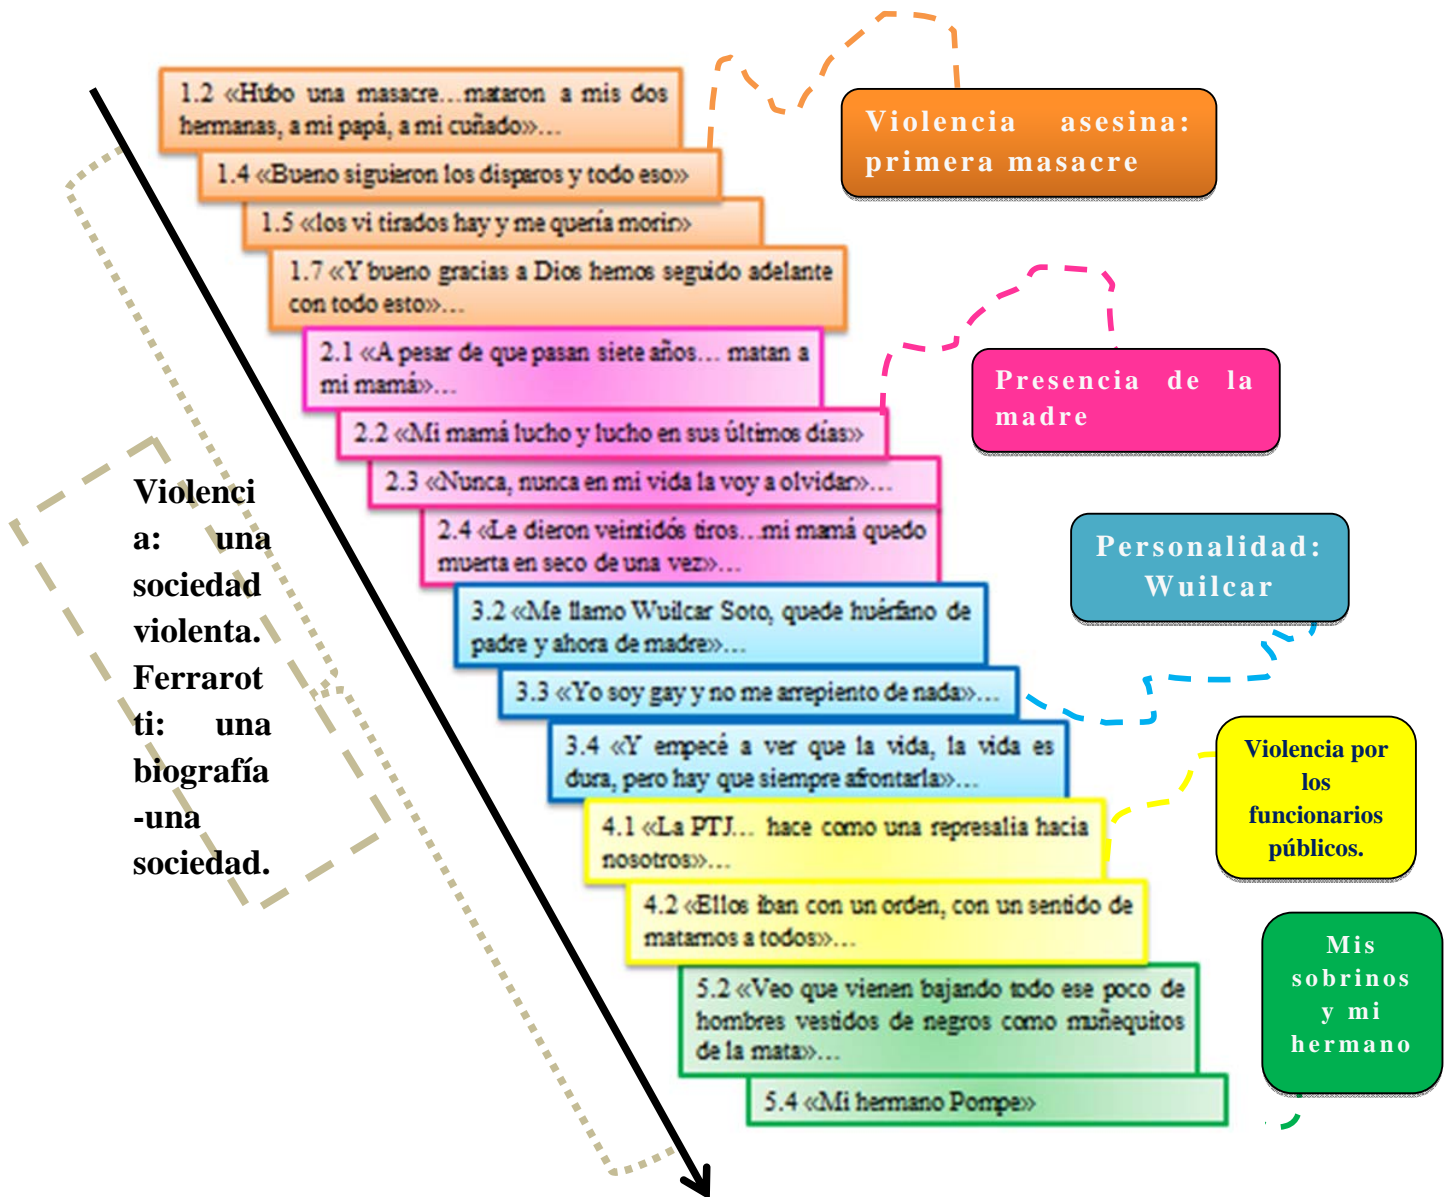 1.2 «Hubo una masacre…mataron a mis dos
hermanas, a mi papá, a mi cuñado»…
1.4 «Bueno siguieron los disparos y todo eso»
1.5 «los vi tirados hay y me quería morir»
1.7 «Y bueno gracias a Dios hemos seguido adelante
con todo esto»…
2.1 «A pesar de que pasan siete años… matan a
mi mamá»…
2.2 «Mi mamá lucho y lucho en sus últimos días»
2.3 «Nunca, nunca en mi vida la voy a olvidar»…
2.4 «Le dieron veintidós tiros…mi mamá quedo
muerta en seco de una vez»…
3.2 «Me llamo Wuilcar Soto, quede huérfano de
padre y ahora de madre»…
3.3 «Yo soy gay y no me arrepiento de nada»…
3.4 «Y empecé a ver que la vida, la vida es
dura, pero hay que siempre afrontarla»…
4.1 «La PTJ… hace como una represalia hacia
nosotros»…
4.2 «Ellos iban con un orden, con un sentido de
matarnos a todos»…
5.2 «Veo que vienen bajando todo ese poco de
hombres vestidos de negros como muñequitos
de la mata»…
5.4 «Mi hermano Pompe»
Violencia asesina:
primera masacre
Presencia de la
madre
Personalidad:
Wuilcar
Violencia por
los
funcionarios
públicos.
Mis
sobrinos
y mi
hermano
Violenci
a: una
sociedad
violenta.
Ferrarot
ti: una
biografía
-una
sociedad.